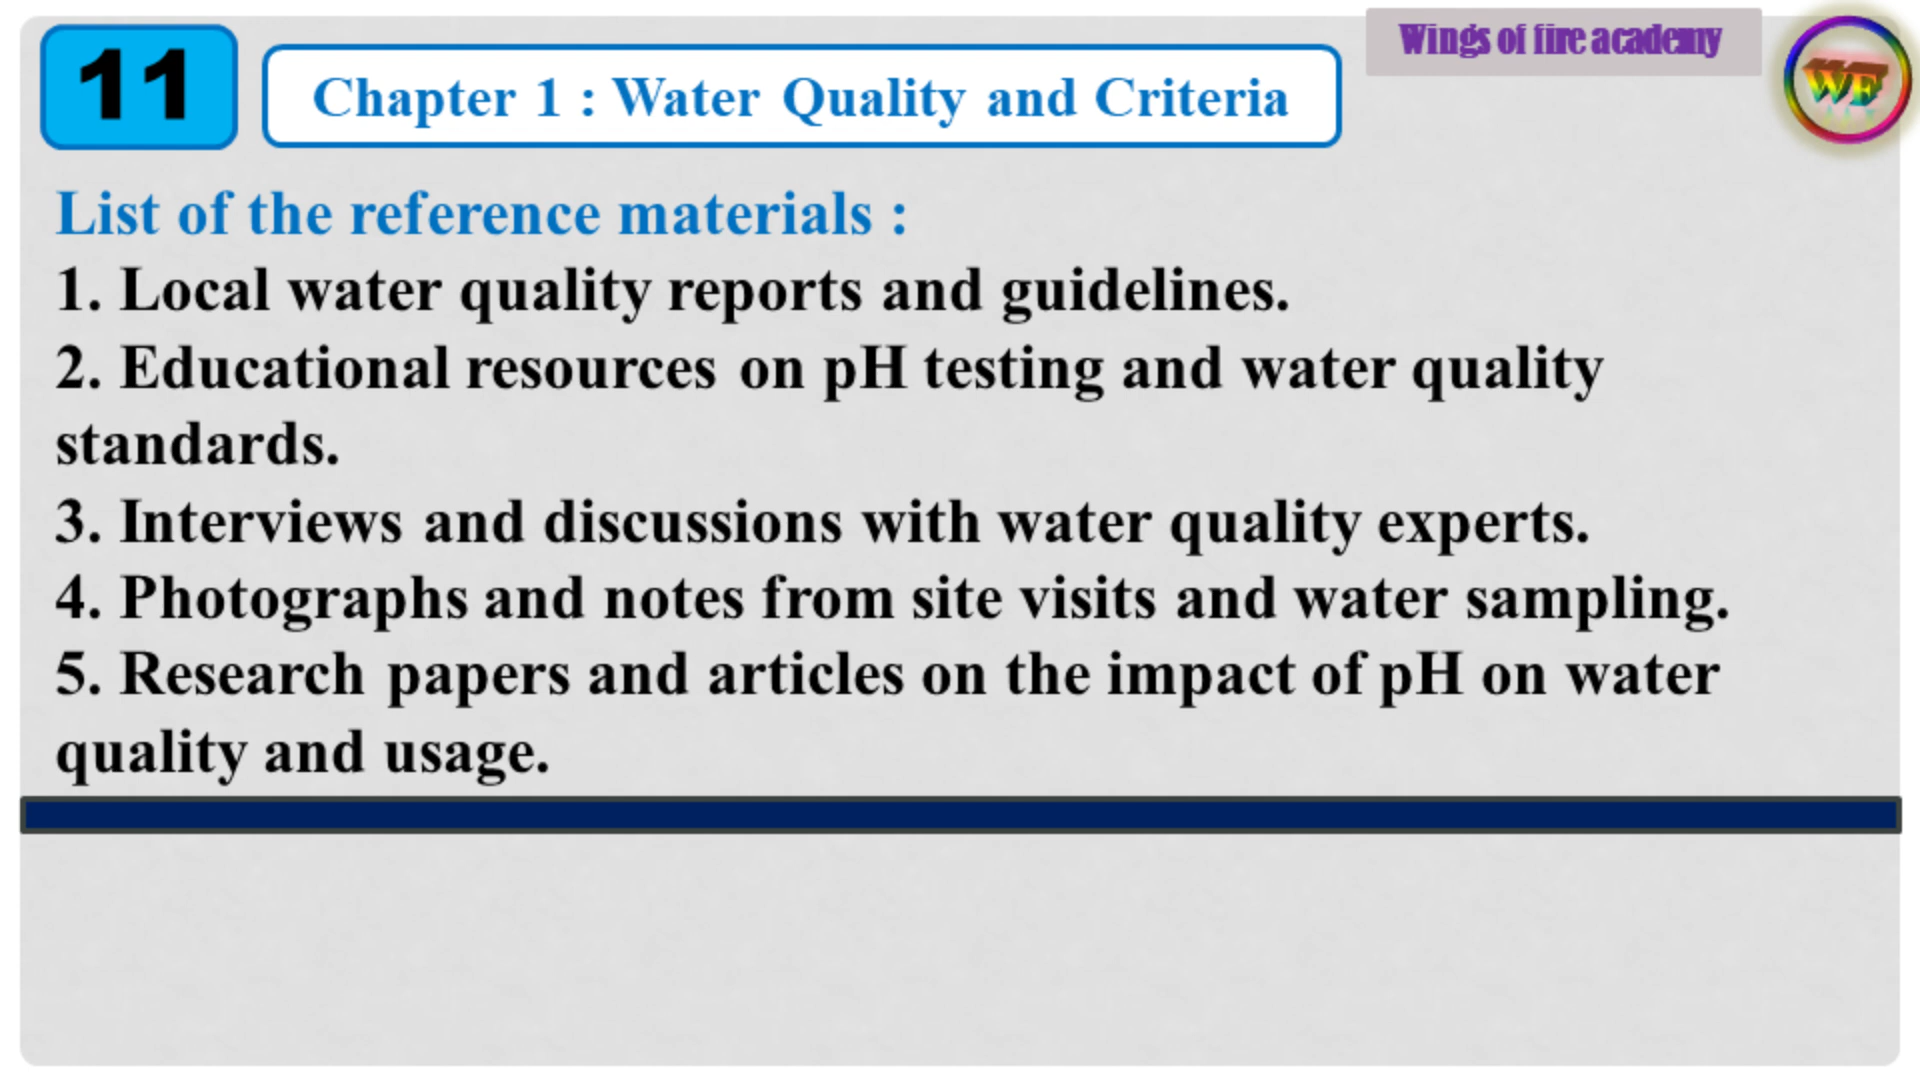 Wings of fire academy
WF
11
Chapter 1 : Water Quality and Criteria
List of the reference materials :
1. Local water quality reports and guidelines.
2. Educational resources on pH testing and water quality
standards.
3. Interviews and discussions with water quality experts.
4. Photographs and notes from site visits and water sampling.
5. Research papers and articles on the impact of pH on water
quality and usage.